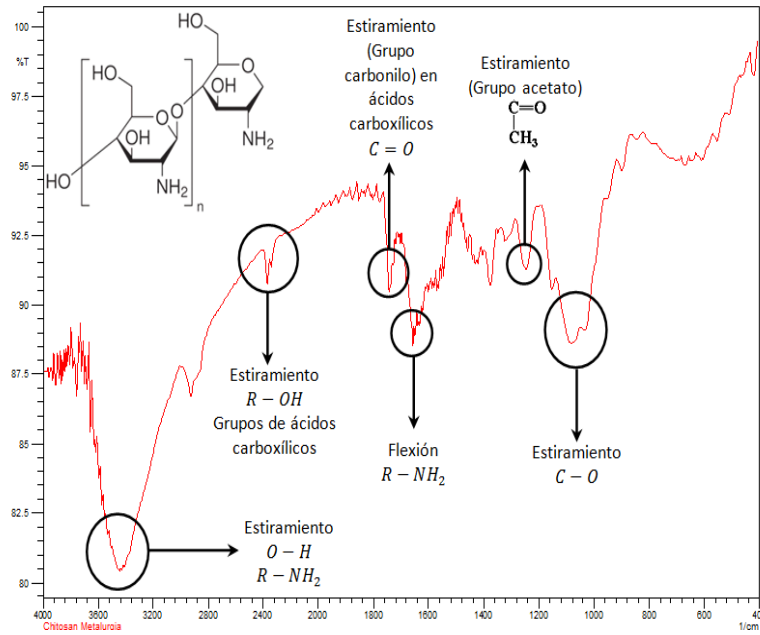 100
%T
97.5
95
92.5
90
87.5
85
82.5
80
4000
3600
3200
2800
2400
2000
1800
1600
1400
1200
1000
800
600
400
Chitosan Metalurgia
1/cm
HO
HO
HO
HO
O
O
OH
OH
O
O
NH₂
NH₂
HO
n
Estiramiento
(Grupo
carbonilo) en
ácidos
carboxílicos
C = O
Estiramiento
(Grupo acetato)
C=O
CH₃
Estiramiento
R − OH
Grupos de ácidos
carboxílicos
Flexión
R − NH₂
Estiramiento
C − O
Estiramiento
O − H
R − NH₂